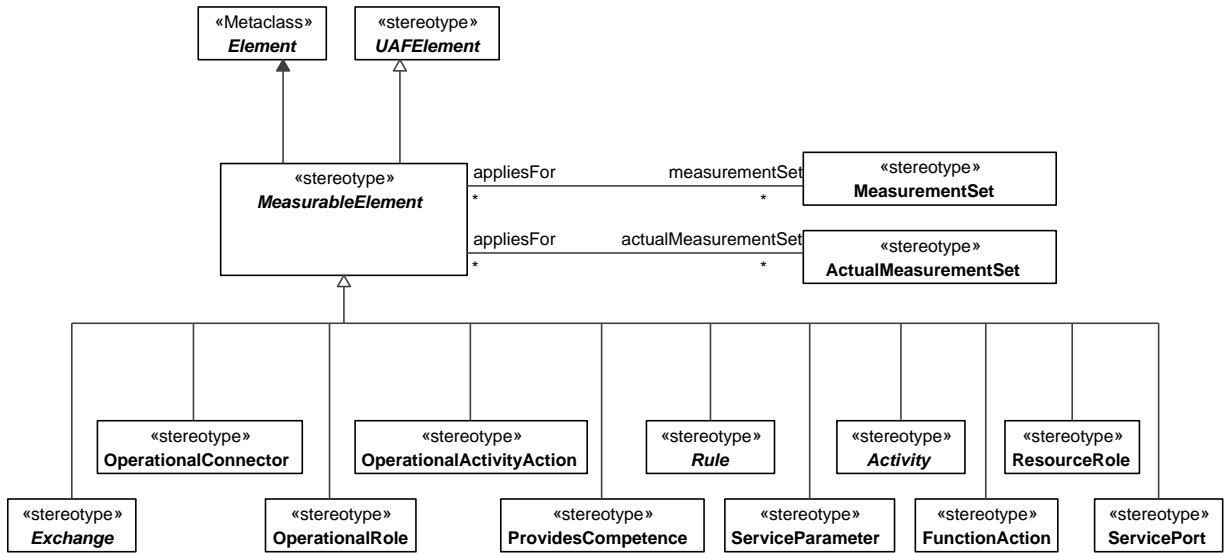 «Metaclass»
Element
«stereotype»
UAFElement
«stereotype»
MeasurableElement
appliesFor
measurementSet
*
*
«stereotype»
MeasurementSet
appliesFor
actualMeasurementSet
*
*
«stereotype»
ActualMeasurementSet
«stereotype»
OperationalConnector
«stereotype»
OperationalActivityAction
«stereotype»
Rule
«stereotype»
Activity
«stereotype»
ResourceRole
«stereotype»
Exchange
«stereotype»
OperationalRole
«stereotype»
ProvidesCompetence
«stereotype»
ServiceParameter
«stereotype»
FunctionAction
«stereotype»
ServicePort